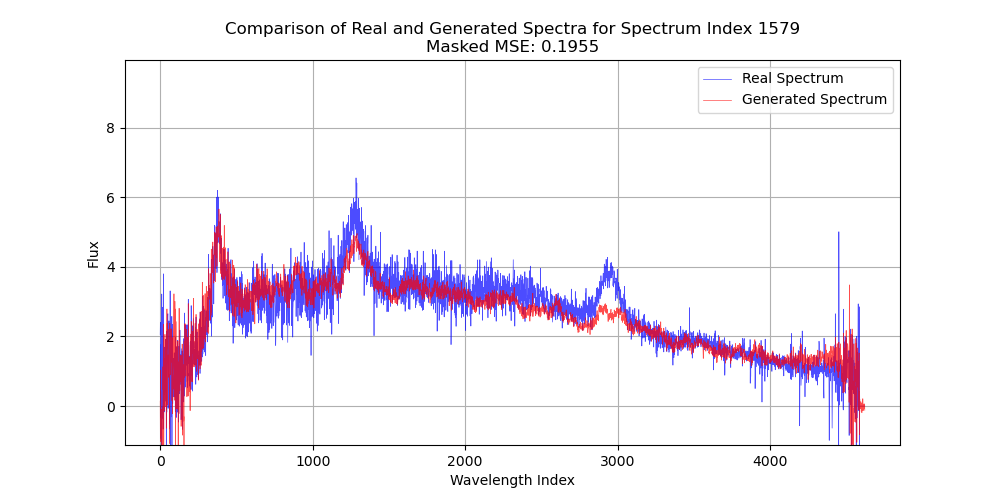 Comparison of Real and Generated Spectra for Spectrum Index 1579
Masked MSE: 0.1955
Real Spectrum
Generated Spectrum
Flux
8
6
4
2
0
0 1000 2000 3000 4000
Wavelength Index